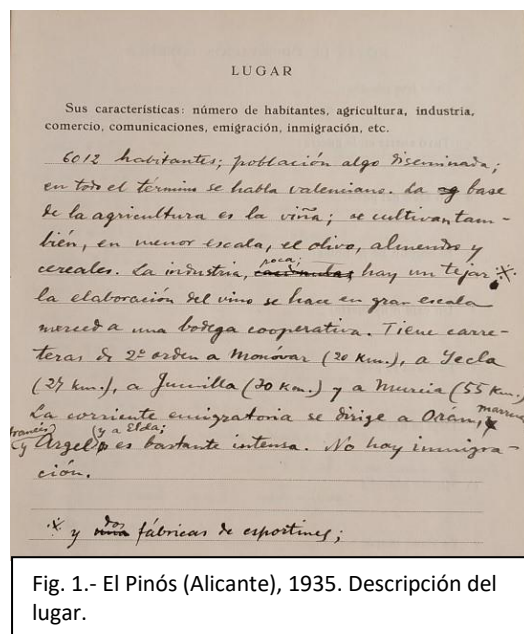 LUGAR
Sus características: número de habitantes, agricultura, industria,
comercio, comunicaciones, emigración, inmigración, etc.
6012 habitantes; población algo diseminada;
en todo el término se habla valenciano. La base
de la agricultura es la viña; se cultivan tam-
bién, en menor escala, el olivo, almendro y
cereales. La industria, poca; hay un tejar ※
la elaboración del vino se hace en gran escala
merced a una bodega cooperativa. Tiene carre-
teras de 2º orden a Monóvar (20 Km.), a Yecla
(27 km.), a Jumilla (30 Km.) y a Murcia (55 Km.)
La corriente emigratoria se dirige a Orán,
(y Argel) (y a Elda; es bastante intensa. No hay inmigra-
ción.
※ y dos fábricas de esportines;
Fig. 1.- El Pinós (Alicante), 1935. Descripción del
lugar.